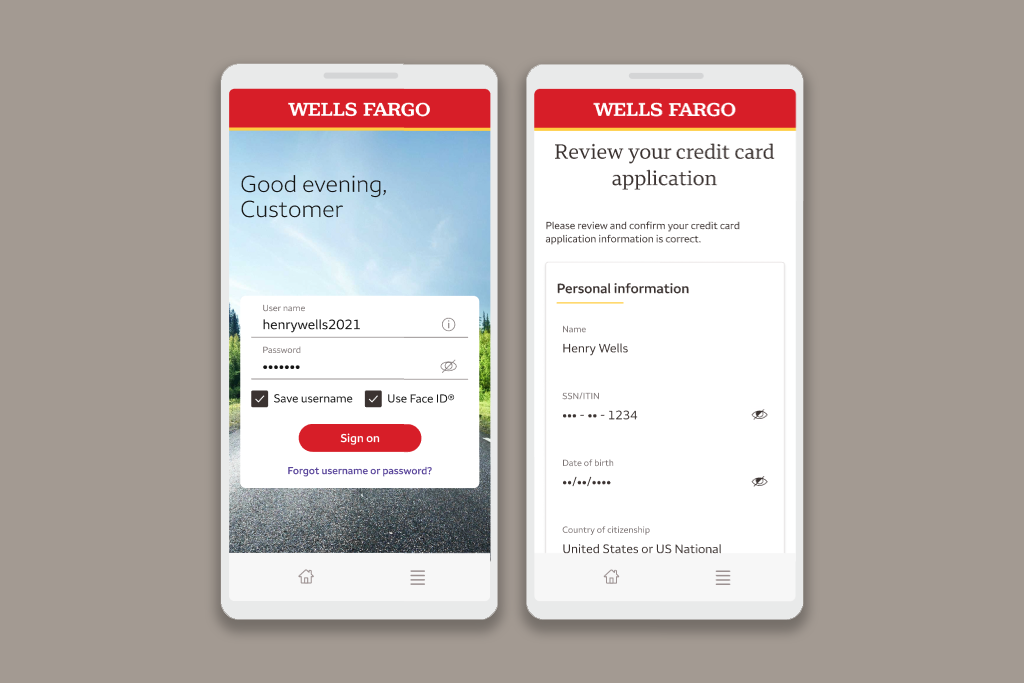 WELLS FARGO
Good evening,
Customer
User name
henrywells2021
Password
•••••••
Save username
Use Face ID®
Sign on
Forgot username or password?
WELLS FARGO
Review your credit card
application
Please review and confirm your credit card
application information is correct.
Personal information
Name
Henry Wells
SSN/ITIN
••• - •• - 1234
Date of birth
••/••/••••
Country of citizenship
United States or US National